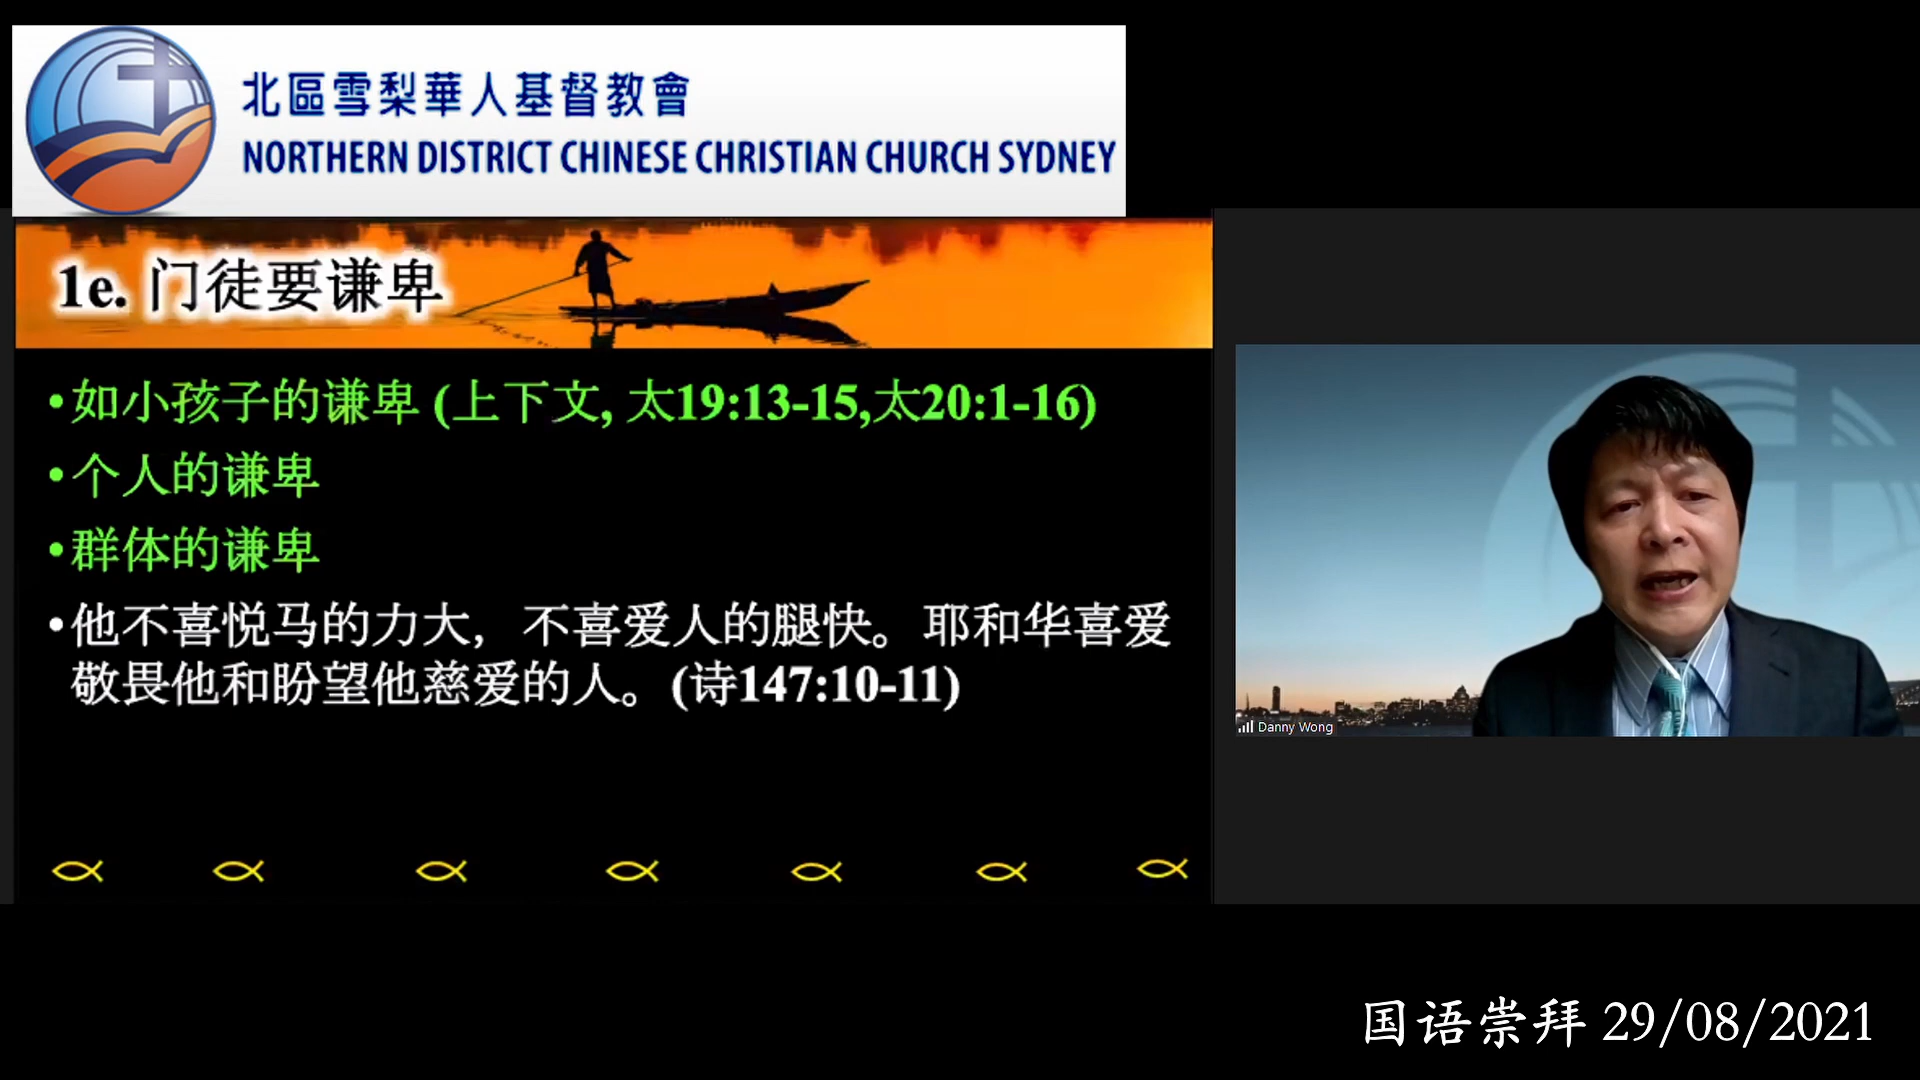 北區雪梨華人基督教會
NORTHERN DISTRICT CHINESE CHRISTIAN CHURCH SYDNEY
1e. 门徒要谦卑
•如小孩子的谦卑 (上下文, 太19:13-15,太20:1-16)
•个人的谦卑
•群体的谦卑
•他不喜悦马的力大，不喜爱人的腿快。耶和华喜爱
敬畏他和盼望他慈爱的人。(诗147:10-11)
Danny Wong
国语崇拜 29/08/2021